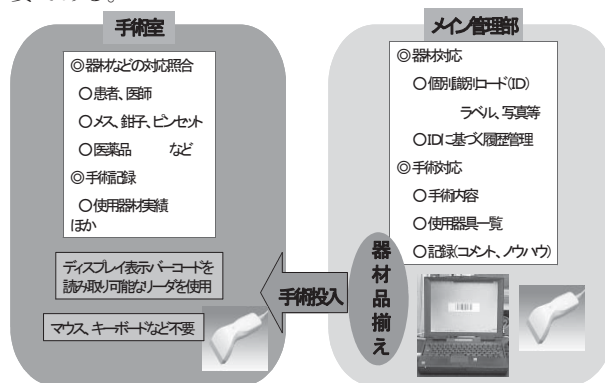 手術室
◎器材などの対応照合
○患者、医師
○メス、鉗子、ピンセット
○医薬品 など
◎手術記録
○使用器材実績
ほか
ディスプレイ表示バーコードを
読み取り可能なリーダを使用
マウス、キーボードなど不要
手術投入
メイン管理部
◎器材対応
○個別識別コード(ID)
ラベル、写真等
○IDに基づく履歴管理
◎手術対応
○手術内容
○使用器具一覧
○記録(コメント、ノウハウ)
器材品揃え